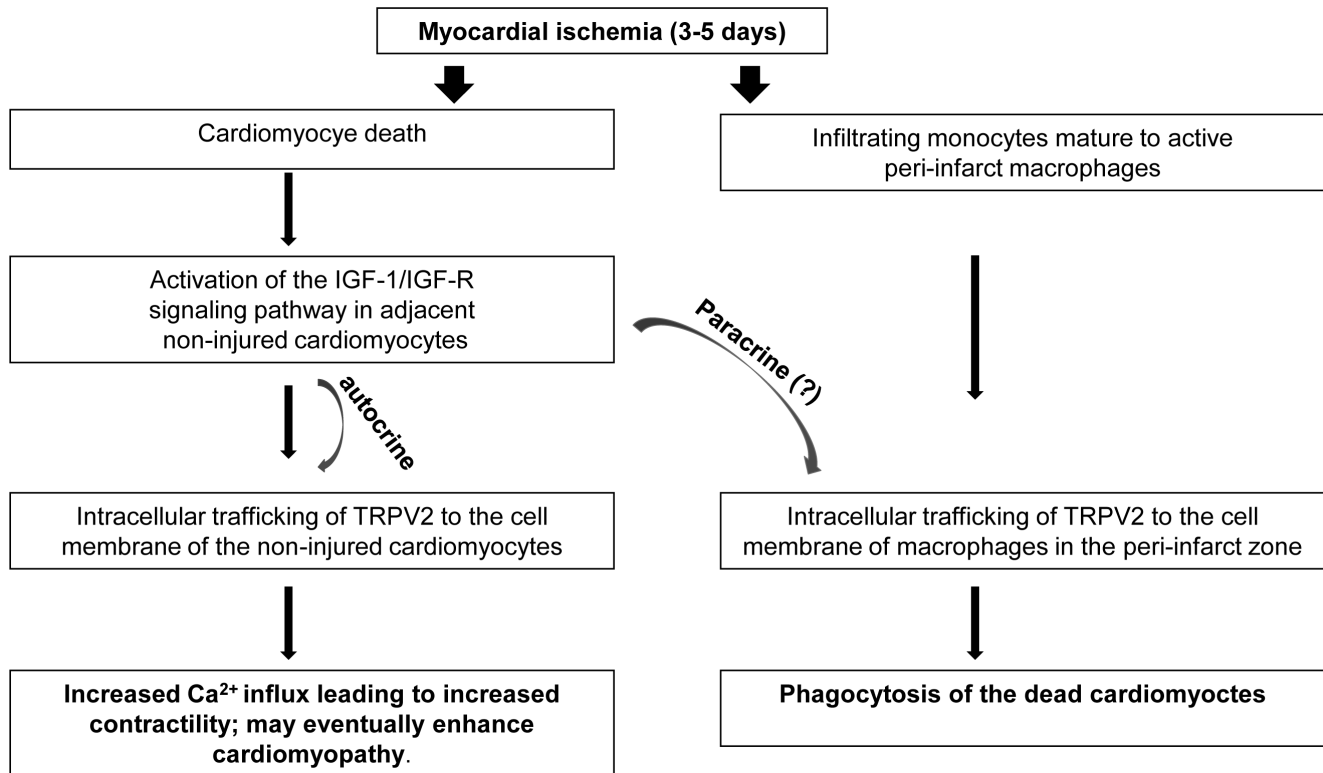 Myocardial ischemia (3-5 days)
Cardiomyocye death
Infiltrating monocytes mature to active
peri-infarct macrophages
Activation of the IGF-1/IGF-R
signaling pathway in adjacent
non-injured cardiomyocytes
Paracrine (?)
autocrine
Intracellular trafficking of TRPV2 to the cell
membrane of the non-injured cardiomyocytes
Intracellular trafficking of TRPV2 to the cell
membrane of macrophages in the peri-infarct zone
Increased Ca²⁺ influx leading to increased
contractility; may eventually enhance
cardiomyopathy.
Phagocytosis of the dead cardiomyoctes